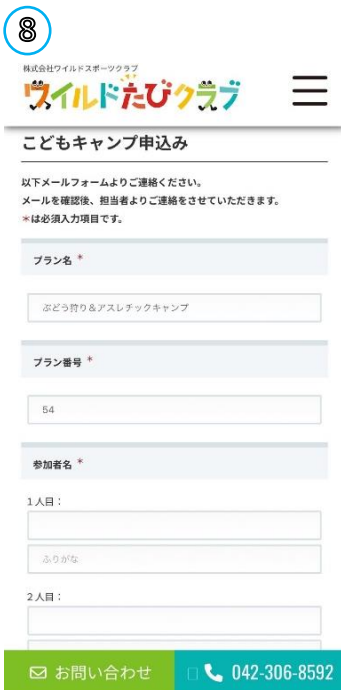 ⑧
株式会社ワイルドスポーツクラブ
ワイルドたびクラブ
こどもキャンプ申込み
以下メールフォームよりご連絡ください。
メールを確認後、担当者よりご連絡をさせていただきます。
*は必須入力項目です。
プラン名 *
ぶどう狩り&アスレチックキャンプ
プラン番号 *
54
参加者名 *
1人目：
ふりがな
2人目：
お問い合わせ
042-306-8592